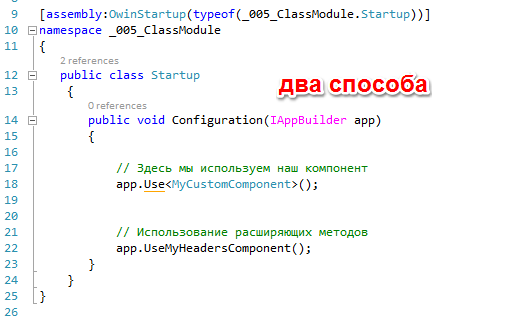 9 [assembly:OwinStartup(typeof(_005_ClassModule.Startup))]
10 namespace _005_ClassModule
11 {
2 references
12 public class Startup
два способа
13 {
0 references
14 public void Configuration(IAppBuilder app)
15 {
16
17 // Здесь мы используем наш компонент
18 app.Use<MyCustomComponent>();
19
20
21 // Использование расширяющих методов
22 app.UseMyHeadersComponent();
23 }
24 }
25 }
26